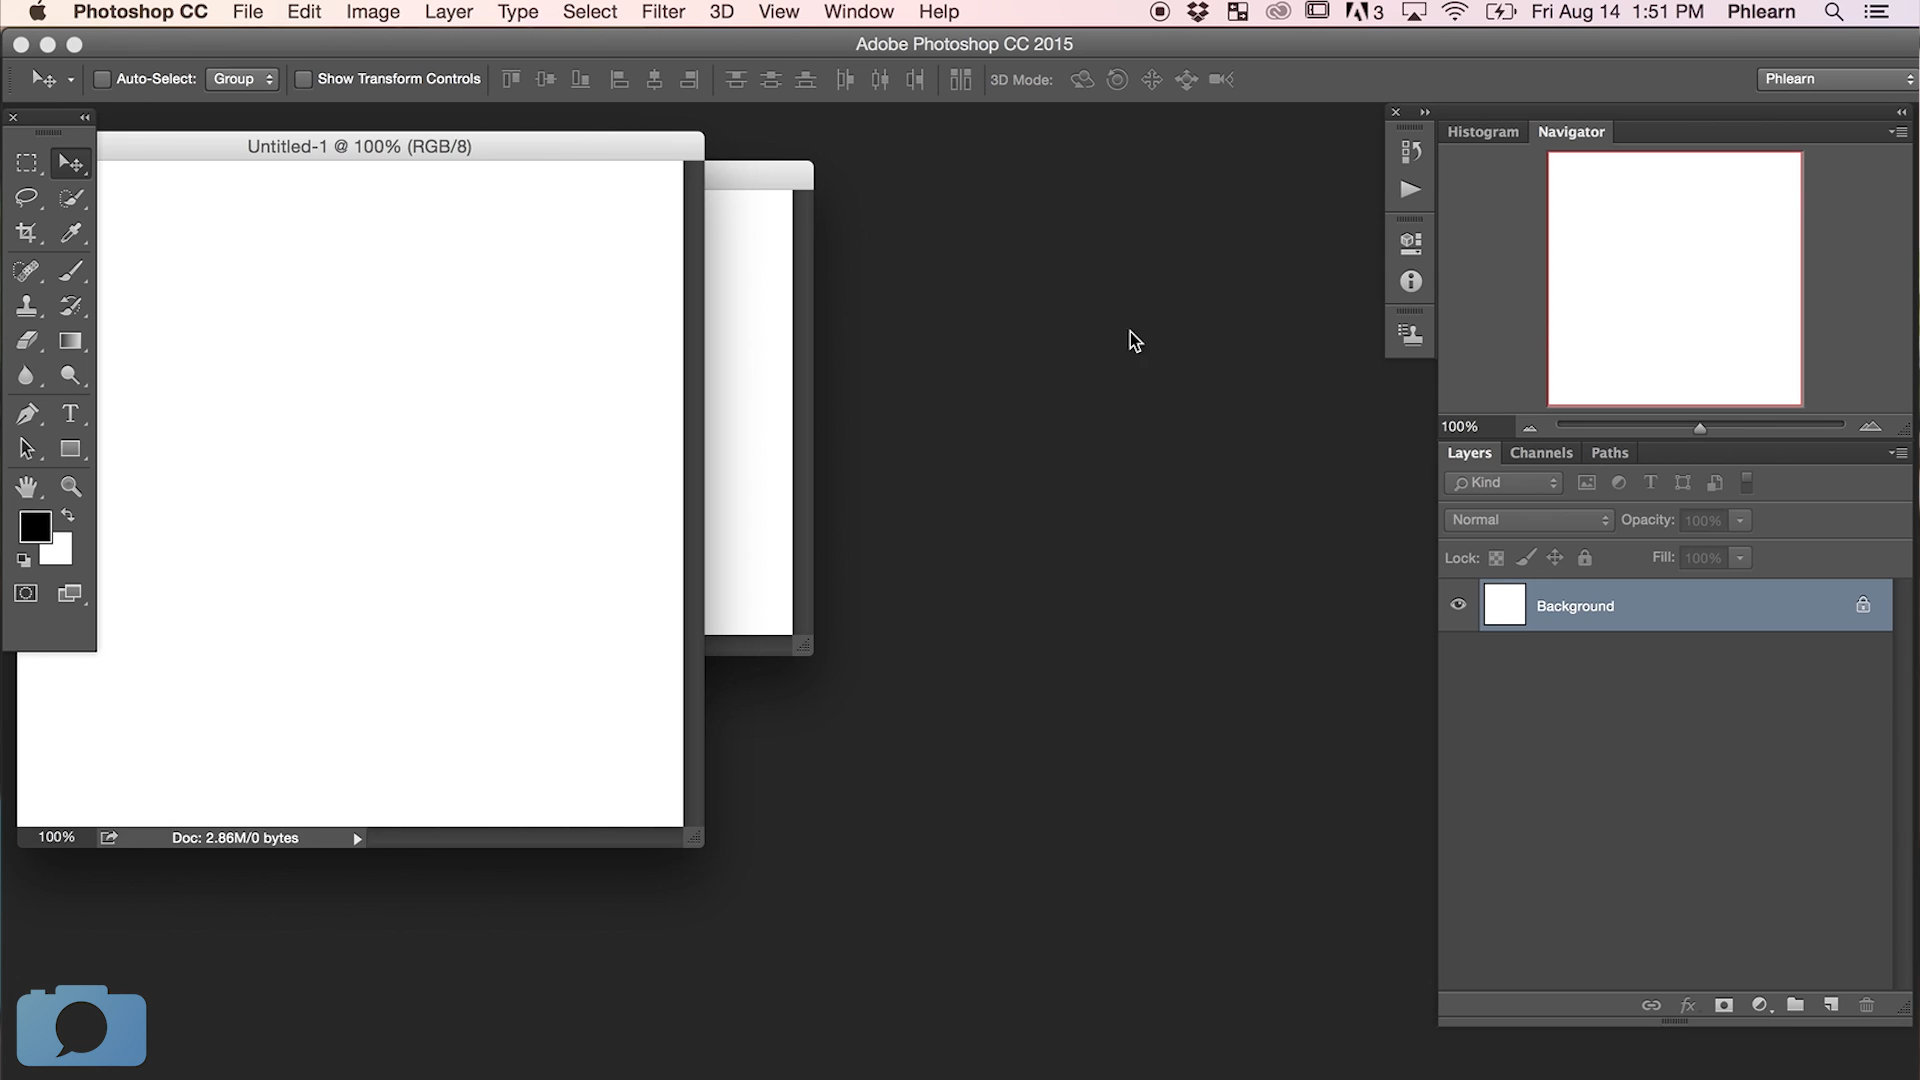 Photoshop CC File Edit Image Layer Type Select Filter 3D View Window Help 3 Fri Aug 14 1:51 PM Phlearn
Adobe Photoshop CC 2015
Auto-Select: Group Show Transform Controls 3D Mode: Phlearn
Untitled-1 @ 100% (RGB/8)
Histogram Navigator
100%
Layers Channels Paths
Kind
Normal Opacity: 100%
Lock: Fill: 100%
Background
100% Doc: 2.86M/0 bytes
fx